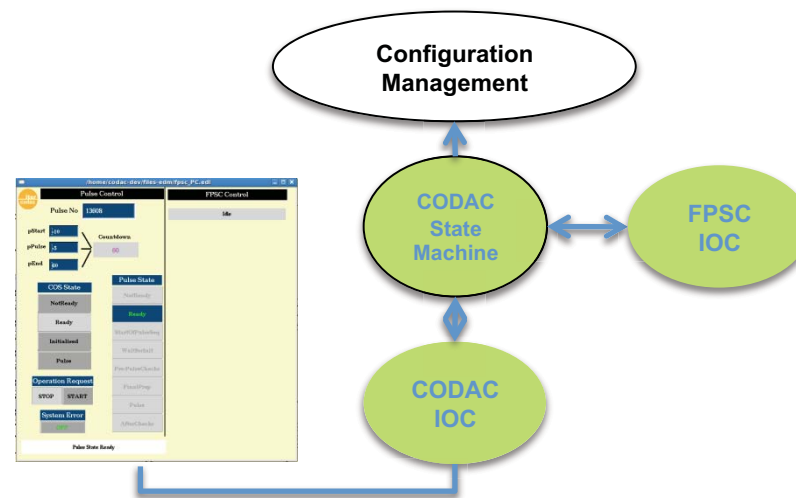 Configuration
Management
CODAC
State
Machine
FPSC
IOC
CODAC
IOC
/home/codac-dev/files-edm/fpsc_PC.edl
Pulse Control
FPSC Control
Pulse No
13008
Idle
pStart
pPulse
pEnd
Countdown
COS State
Pulse State
NotReady
NotReady
Ready
Ready
Initialised
Pulse
PrePulseChecks
Operation Request
STOP
START
Pulse
System Error
Pulse State Ready